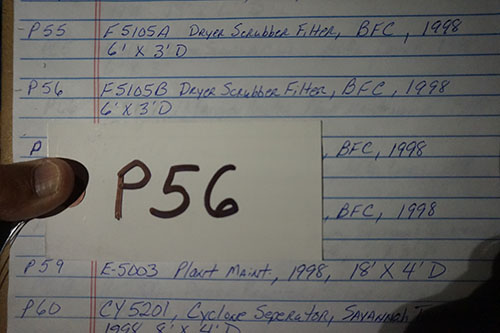 -P55 F5105A Dryer Scrubber Filter, BFC, 1998
6' X 3' D
-P56 F5105B Dryer Scrubber Filter, BFC, 1998
6' X 3' D
P , BFC, 1998
P56
, BFC, 1998
P59 E-5003 Plant Maint., 1998, 18' X 4' D
P60 CY5201, Cyclone Seperator, SAVANNAH
1998 8' X 4' D